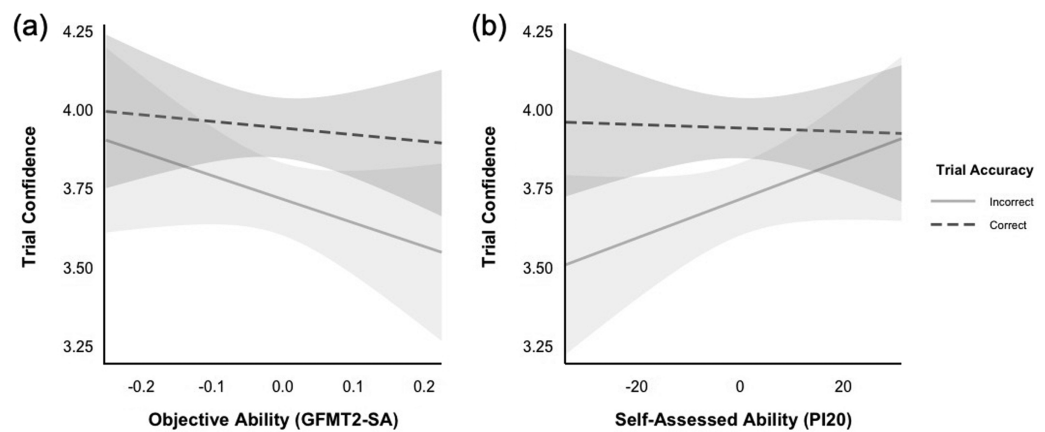 (a)
4.25
4.00
3.75
3.50
3.25
Trial Confidence
-0.2 -0.1 0.0 0.1 0.2
Objective Ability (GFMT2-SA)
(b)
4.25
4.00
3.75
3.50
3.25
Trial Confidence
-20 0 20
Self-Assessed Ability (PI20)
Trial Accuracy
Incorrect
Correct